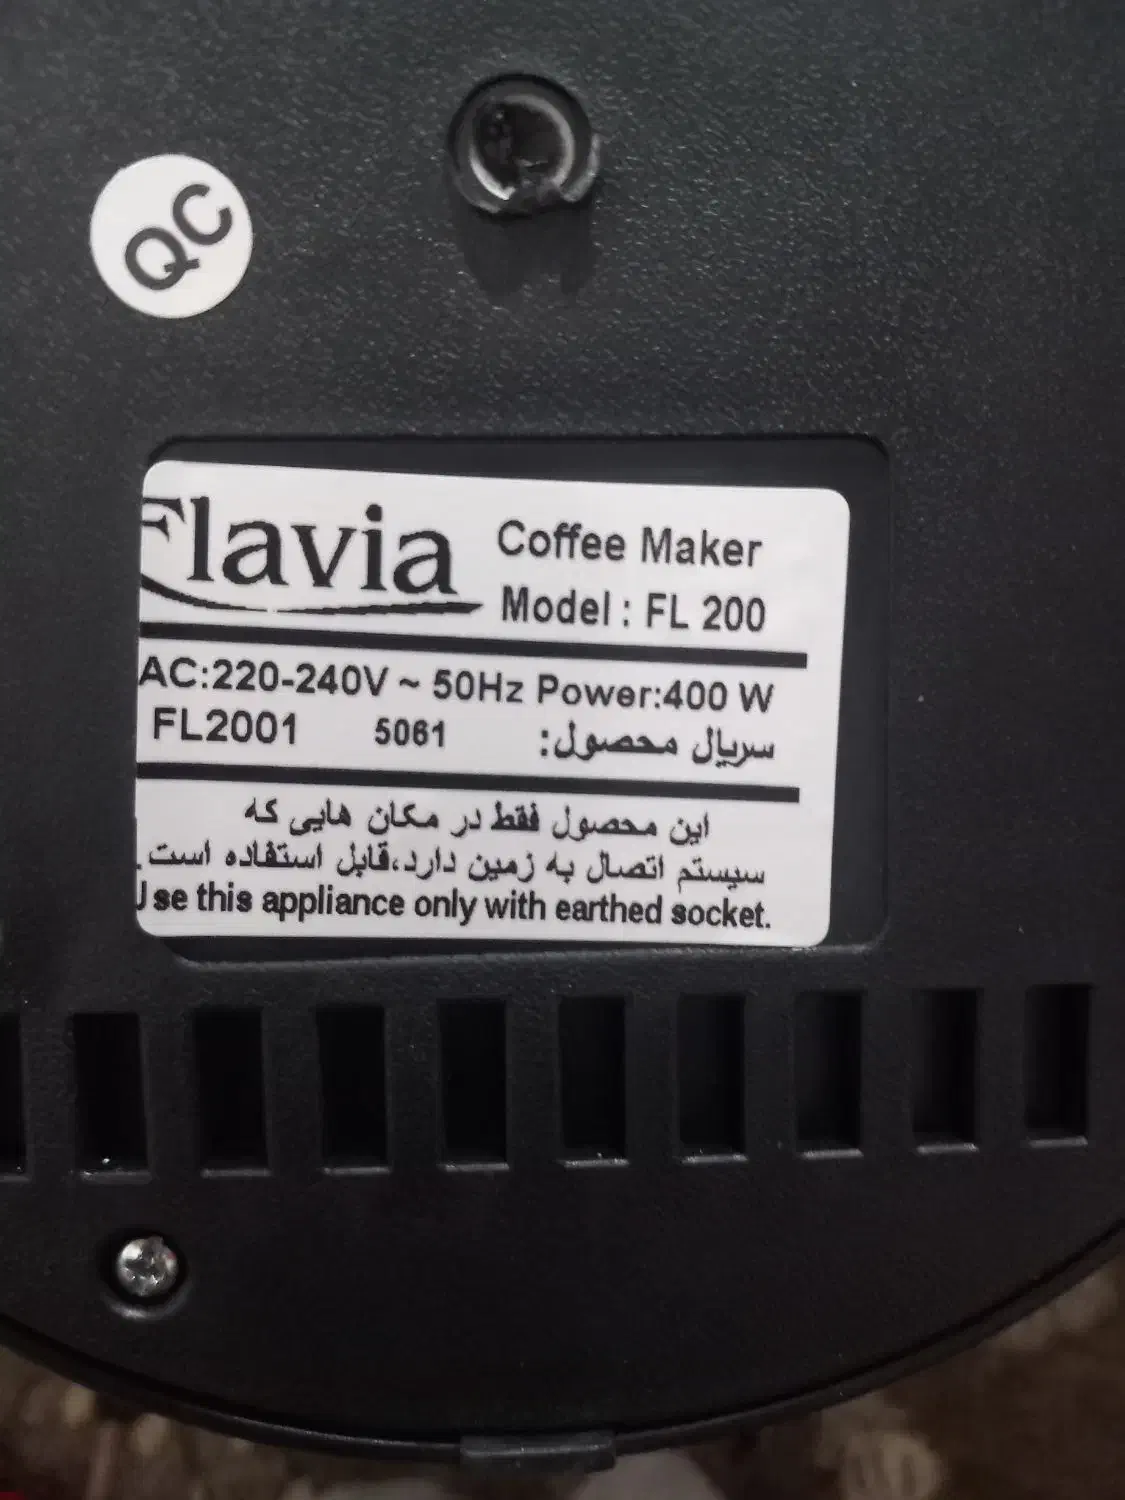 QC
Flavia
Coffee Maker
Model : FL 200
AC:220-240V ~ 50Hz Power:400 W
FL2001 5061 سریال محصول:
این محصول فقط در مکان هایی که
سیستم اتصال به زمین دارد،قابل استفاده است.
Use this appliance only with earthed socket.